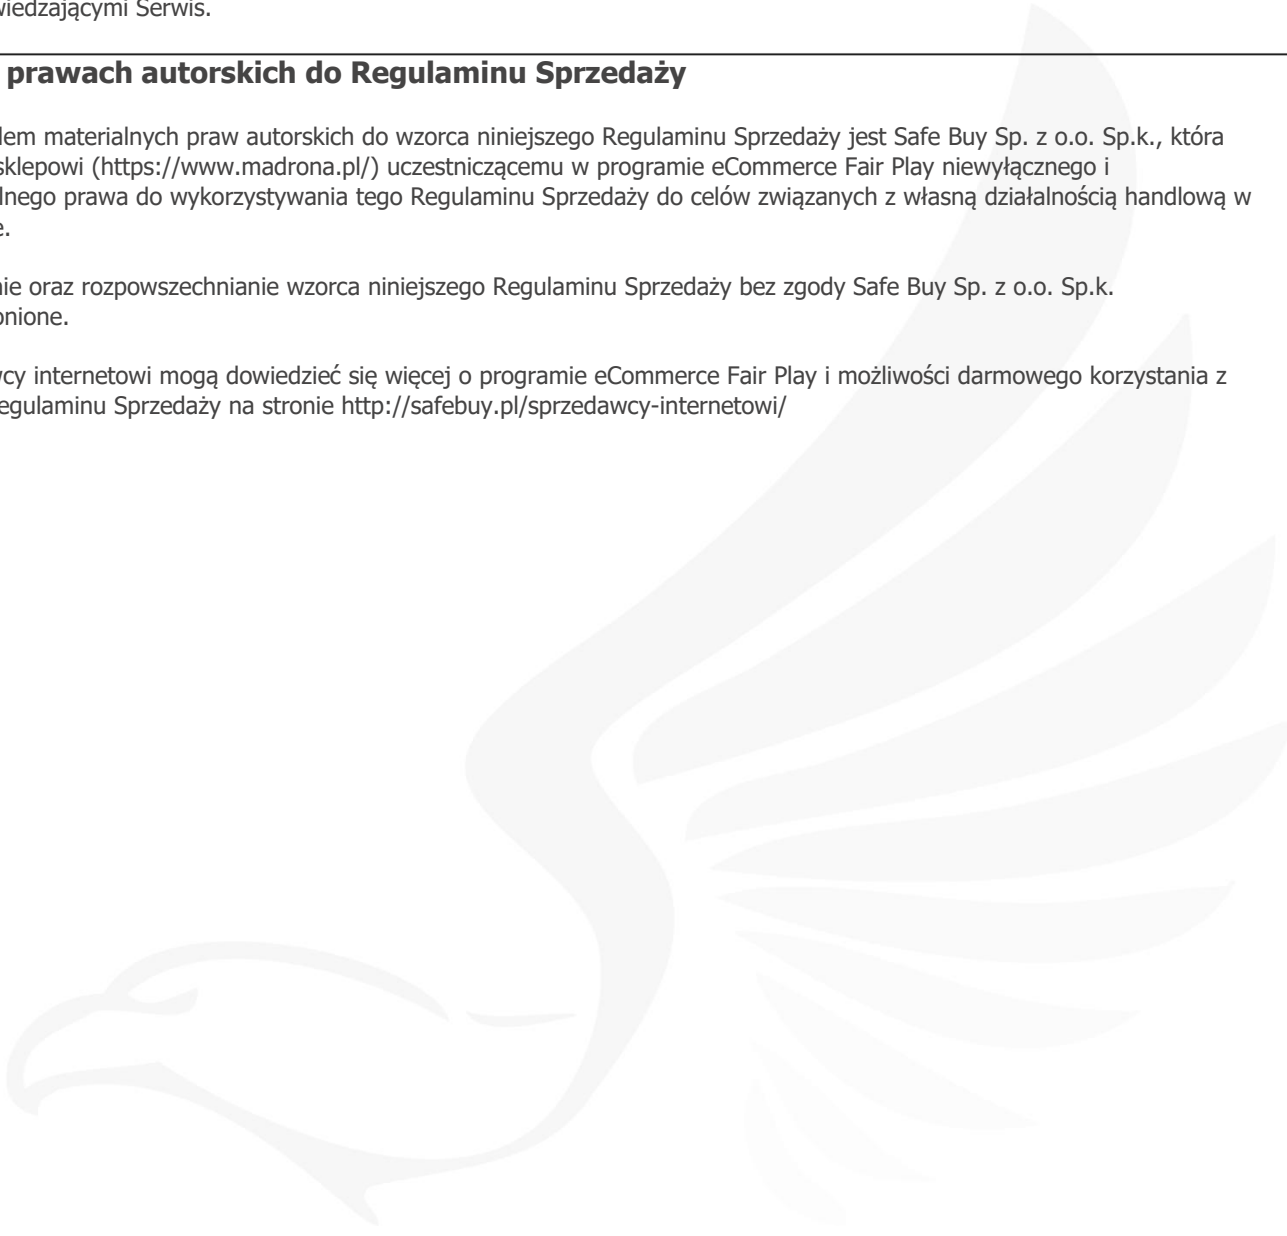 wiedzającymi Serwis.
prawach autorskich do Regulaminu Sprzedaży
lem materialnych praw autorskich do wzorca niniejszego Regulaminu Sprzedaży jest Safe Buy Sp. z o.o. Sp.k., która
sklepowi (https://www.madrona.pl/) uczestniczącemu w programie eCommerce Fair Play niewyłącznego i
lnego prawa do wykorzystywania tego Regulaminu Sprzedaży do celów związanych z własną działalnością handlową w
e.
nie oraz rozpowszechnianie wzorca niniejszego Regulaminu Sprzedaży bez zgody Safe Buy Sp. z o.o. Sp.k.
onione.
wcy internetowi mogą dowiedzieć się więcej o programie eCommerce Fair Play i możliwości darmowego korzystania z
egulaminu Sprzedaży na stronie http://safebuy.pl/sprzedawcy-internetowi/